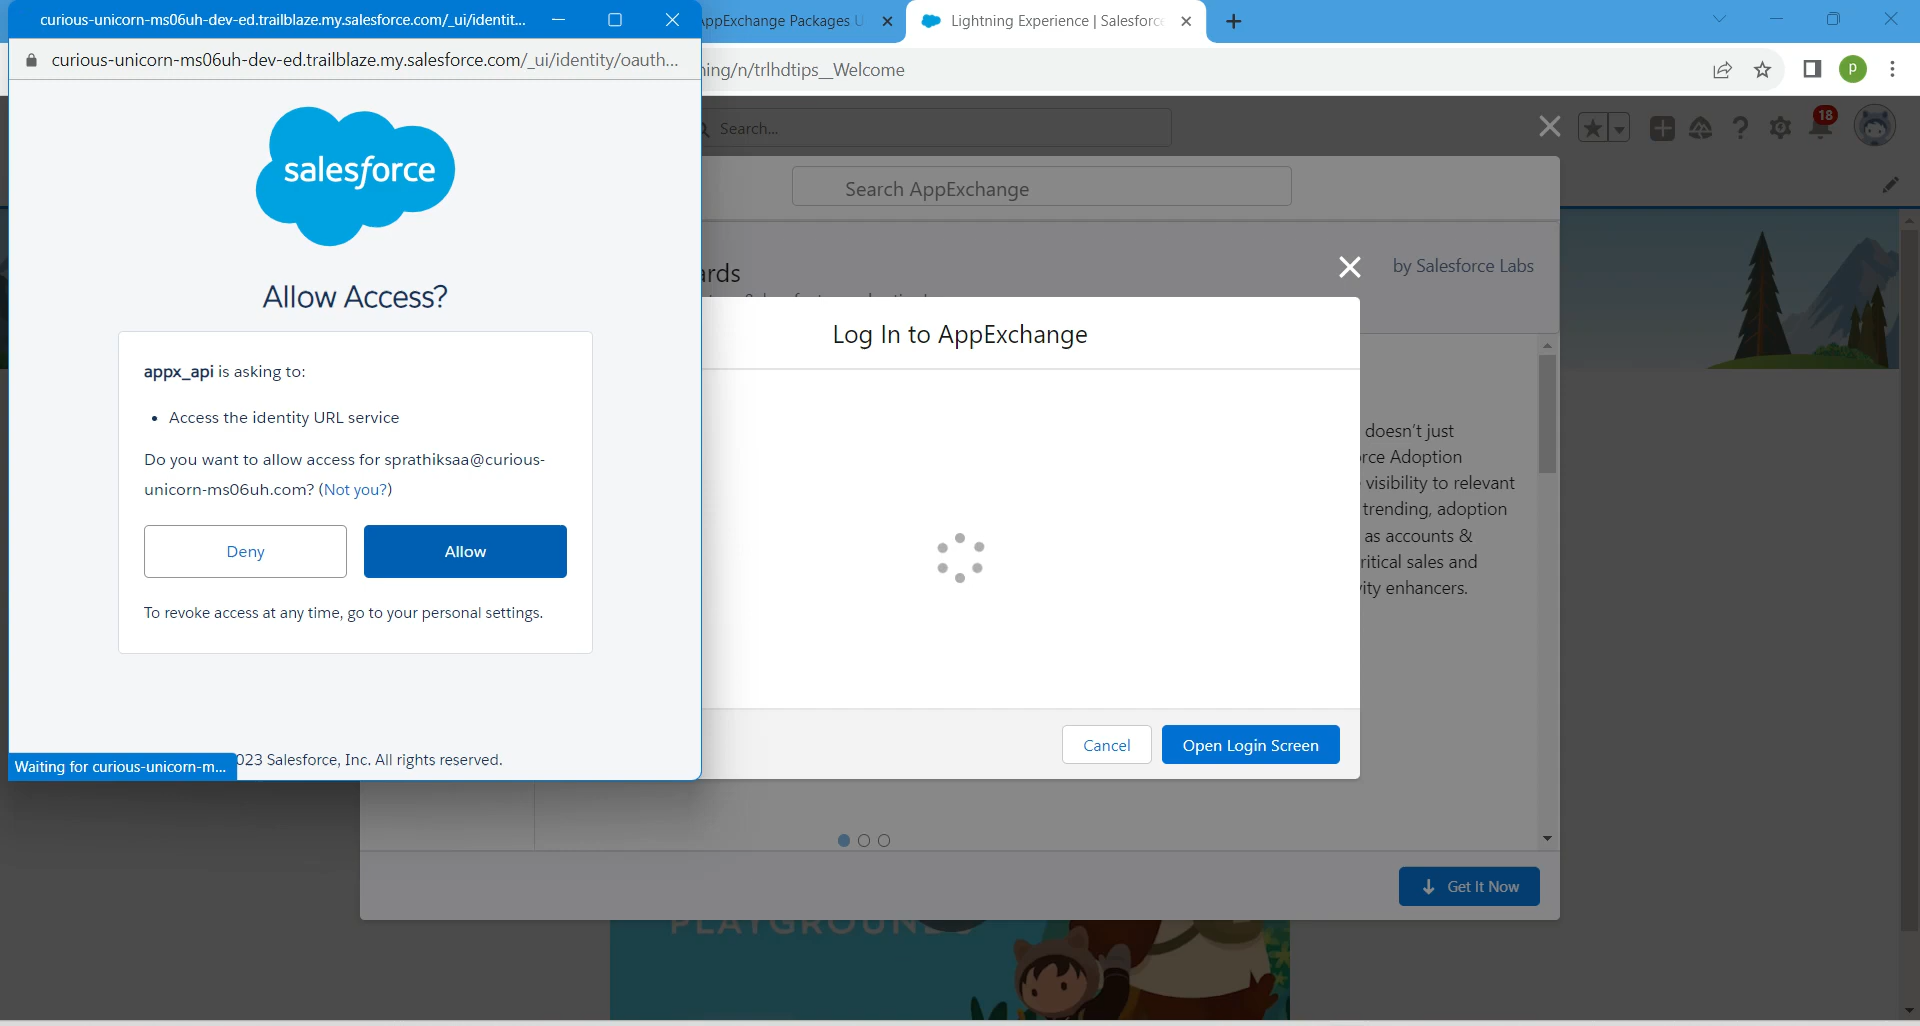 curious-unicorn-ms06uh-dev-ed.trailblaze.my.salesforce.com/_ui/identit...
AppExchange Packages U
Lightning Experience | Salesforce
curious-unicorn-ms06uh-dev-ed.trailblaze.my.salesforce.com/_ui/identity/oauth...
ning/n/trlhdtips__Welcome
p
salesforce
Search...
18
Search AppExchange
ards
by Salesforce Labs
Allow Access?
Log In to AppExchange
appx_api is asking to:
• Access the identity URL service
Do you want to allow access for sprathiksaa@curious-
unicorn-ms06uh.com? (Not you?)
Deny
Allow
To revoke access at any time, go to your personal settings.
doesn't just
rce Adoption
visibility to relevant
trending, adoption
as accounts &
ritical sales and
ity enhancers.
Cancel
Open Login Screen
023 Salesforce, Inc. All rights reserved.
Waiting for curious-unicorn-m...
Get It Now
PLAYGROUND